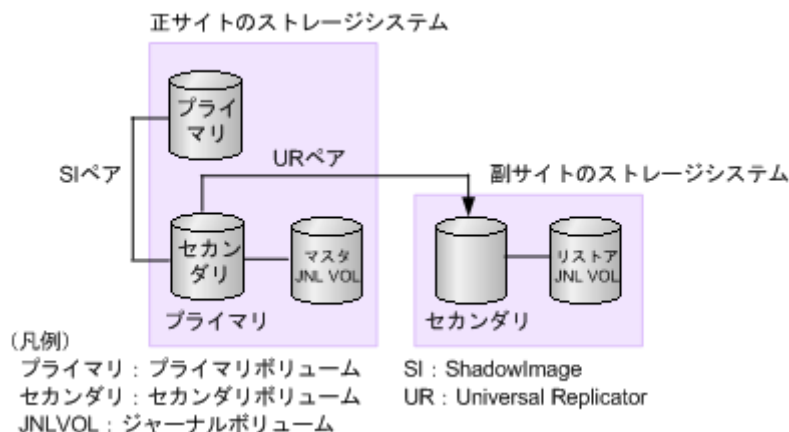 正サイトのストレージシステム
プライ
マリ
SIペア
URペア
副サイトのストレージシステム
セカン
ダリ
マスタ
JNL VOL
リストア
JNL VOL
プライマリ
セカンダリ
(凡例)
プライマリ：プライマリボリューム
SI：ShadowImage
セカンダリ：セカンダリボリューム
UR：Universal Replicator
JNLVOL：ジャーナルボリューム